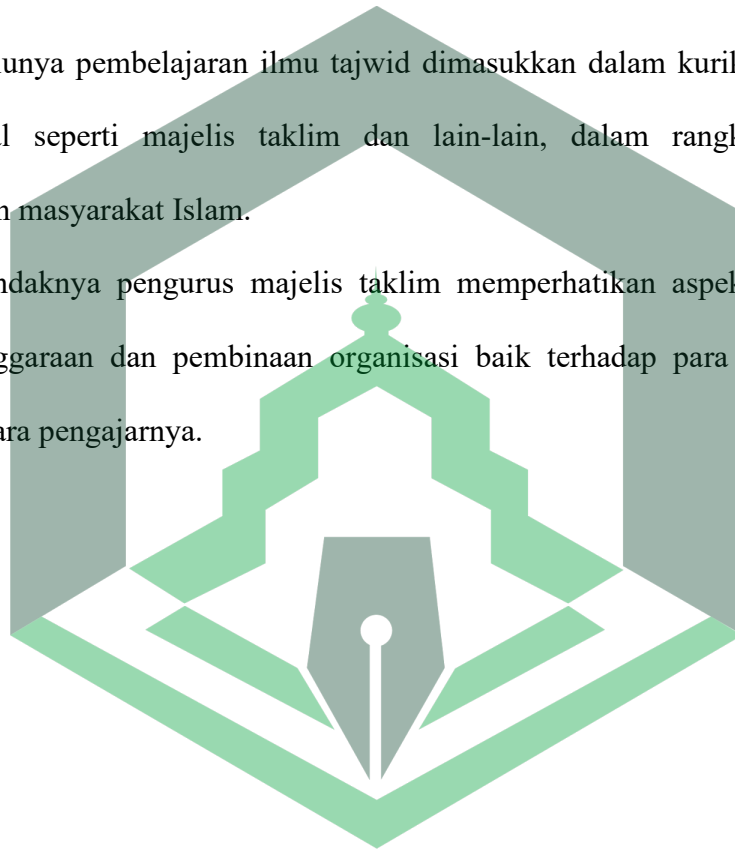 unya pembelajaran ilmu tajwid dimasukkan dalam kurik
l seperti majelis taklim dan lain-lain, dalam rangk
n masyarakat Islam.
ndaknya pengurus majelis taklim memperhatikan aspek
ggaraan dan pembinaan organisasi baik terhadap para
ara pengajarnya.